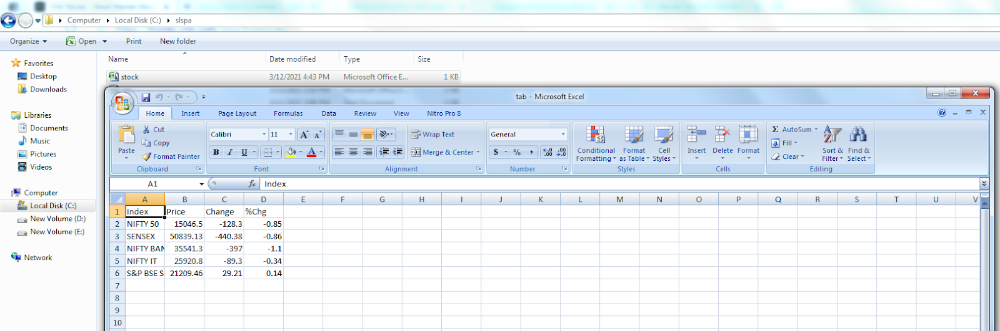 Computer ▸ Local Disk (C:) ▸ slspa
Organize Open Print New folder
Name Date modified Type Size
stock 3/12/2021 4:43 PM Microsoft Office E... 1 KB
Favorites
Desktop
Downloads
Libraries
Documents
Music
Pictures
Videos
Computer
Local Disk (C:)
New Volume (D:)
New Volume (E:)
Network
tab - Microsoft Excel
Home Insert Page Layout Formulas Data Review View Nitro Pro 8
Paste
Cut
Copy
Format Painter
Clipboard
Calibri 11
B I U
Font
Wrap Text
Merge & Center
Alignment
General
$ % ,
Number
Conditional Formatting
Format as Table
Cell Styles
Styles
Insert Delete Format
Cells
Σ AutoSum
Fill
Clear
Sort & Filter
Find & Select
Editing
A1 fx Index
A B C D E F G H I J K L M N O P Q R S T U V
1 Index Price Change %Chg
2 NIFTY 50 15046.5 -128.3 -0.85
3 SENSEX 50839.13 -440.38 -0.86
4 NIFTY BAN 35541.3 -397 -1.1
5 NIFTY IT 25920.8 -89.3 -0.34
6 S&P BSE S 21209.46 29.21 0.14
7
8
9
10